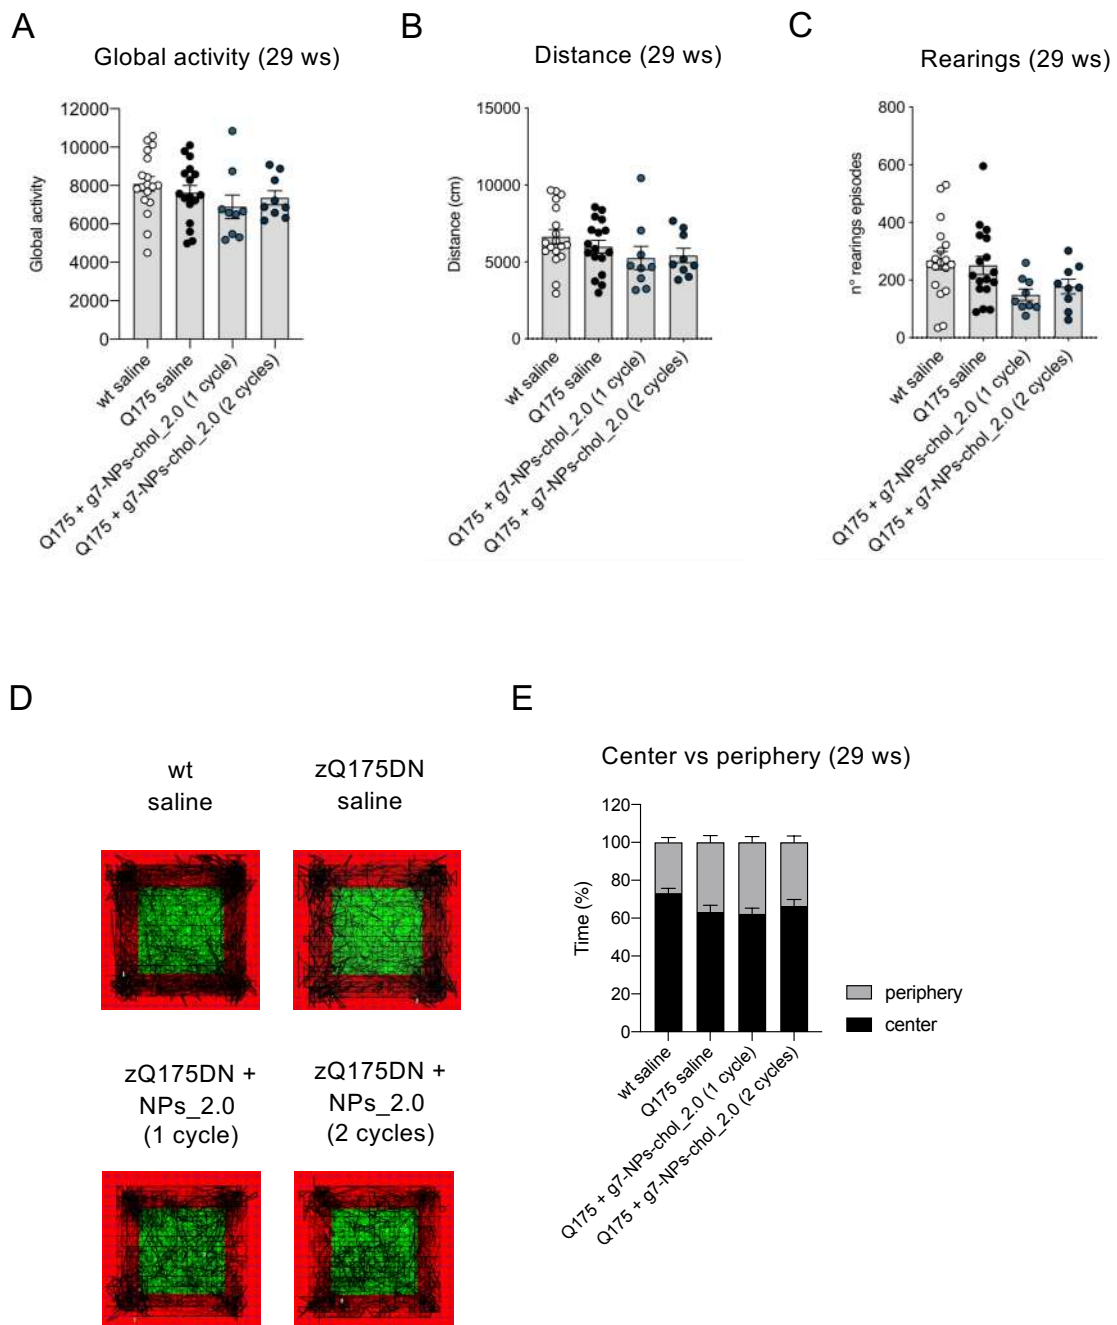 A
Global activity (29 ws)
12000
10000
8000
6000
4000
2000
0
Global activity
wt saline
Q175 saline
Q175 + g7-NPs-chol_2.0 (1 cycle)
Q175 + g7-NPs-chol_2.0 (2 cycles)
B
Distance (29 ws)
15000
10000
5000
0
Distance (cm)
wt saline
Q175 saline
Q175 + g7-NPs-chol_2.0 (1 cycle)
Q175 + g7-NPs-chol_2.0 (2 cycles)
C
Rearings (29 ws)
800
600
400
200
0
n° rearings episodes
wt saline
Q175 saline
Q175 + g7-NPs-chol_2.0 (1 cycle)
Q175 + g7-NPs-chol_2.0 (2 cycles)
D
wt
saline
zQ175DN
saline
zQ175DN +
NPs_2.0
(1 cycle)
zQ175DN +
NPs_2.0
(2 cycles)
E
Center vs periphery (29 ws)
120
100
80
60
40
20
0
Time (%)
wt saline
Q175 saline
Q175 + g7-NPs-chol_2.0 (1 cycle)
Q175 + g7-NPs-chol_2.0 (2 cycles)
periphery
center